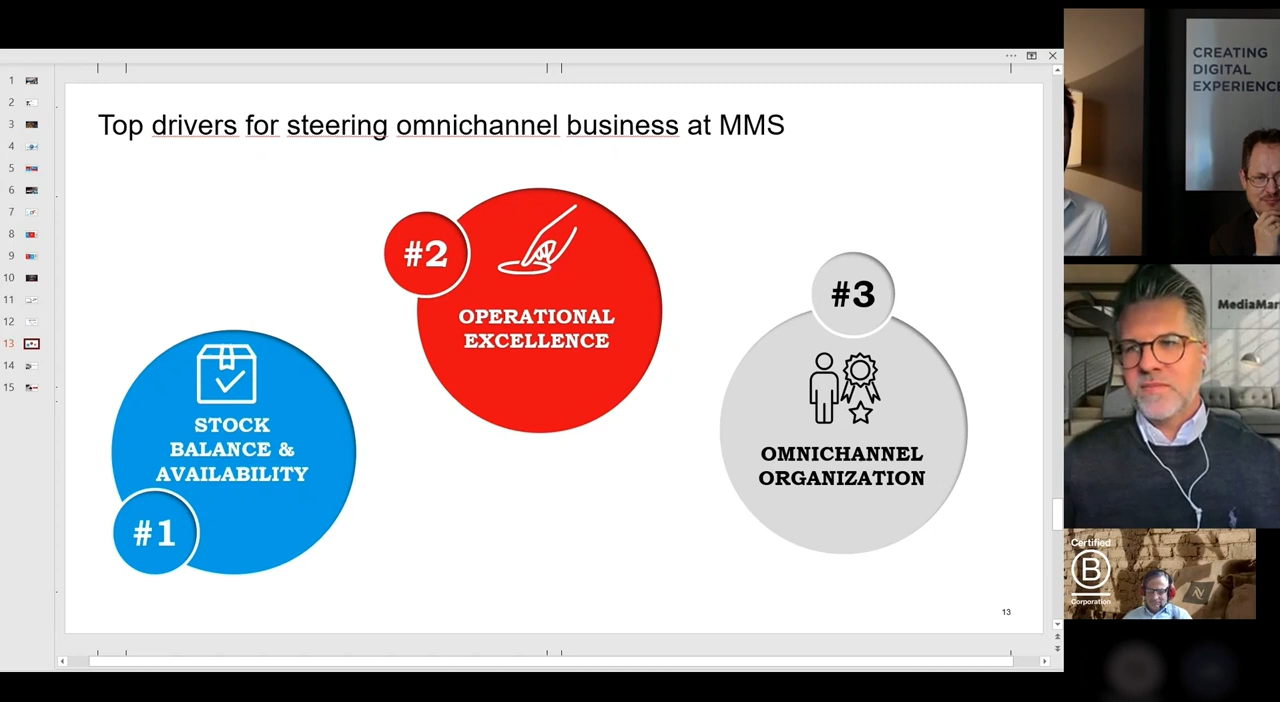 Top drivers for steering omnichannel business at MMS
#1
STOCK
BALANCE &
AVAILABILITY
#2
OPERATIONAL
EXCELLENCE
#3
OMNICHANNEL
ORGANIZATION
13
1
2
3
4
5
6
7
8
9
10
11
12
13
14
15
CREATING
DIGITAL
EXPERIENC
MediaMar
Certified
B
Corporation
N